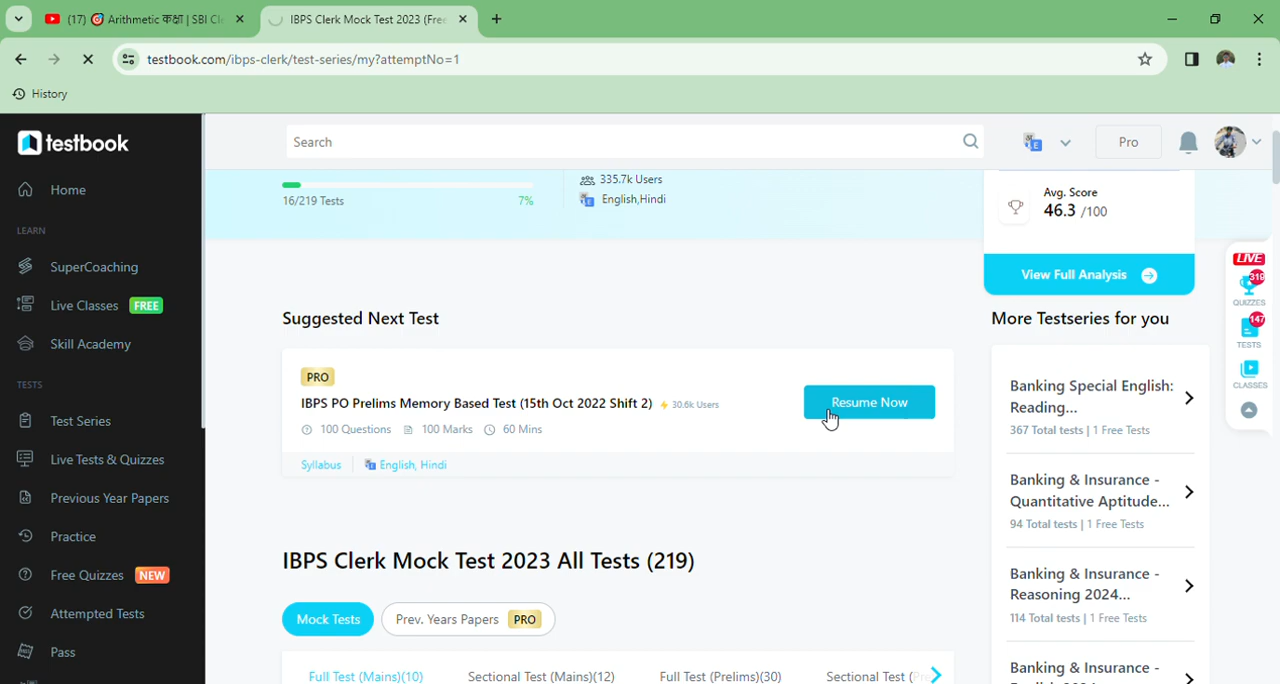 (17) 🎯 Arithmetic कक्षा | SBI Cl
IBPS Clerk Mock Test 2023 (Free
testbook.com/ibps-clerk/test-series/my?attemptNo=1
History
testbook
Search
Pro
Home
LEARN
SuperCoaching
Live Classes FREE
Skill Academy
TESTS
Test Series
Live Tests & Quizzes
Previous Year Papers
Practice
Free Quizzes NEW
Attempted Tests
Pass
16/219 Tests 7%
335.7k Users
English,Hindi
Avg. Score
46.3 /100
View Full Analysis
Suggested Next Test
PRO
IBPS PO Prelims Memory Based Test (15th Oct 2022 Shift 2) 30.6k Users
100 Questions 100 Marks 60 Mins
Resume Now
Syllabus English, Hindi
IBPS Clerk Mock Test 2023 All Tests (219)
Mock Tests Prev. Years Papers PRO
Full Test (Mains)(10) Sectional Test (Mains)(12) Full Test (Prelims)(30) Sectional Test
More Testseries for you
Banking Special English:
Reading...
367 Total tests | 1 Free Tests
Banking & Insurance -
Quantitative Aptitude...
94 Total tests | 1 Free Tests
Banking & Insurance -
Reasoning 2024...
114 Total tests | 1 Free Tests
Banking & Insurance -
LIVE
319
QUIZZES
147
TESTS
CLASSES